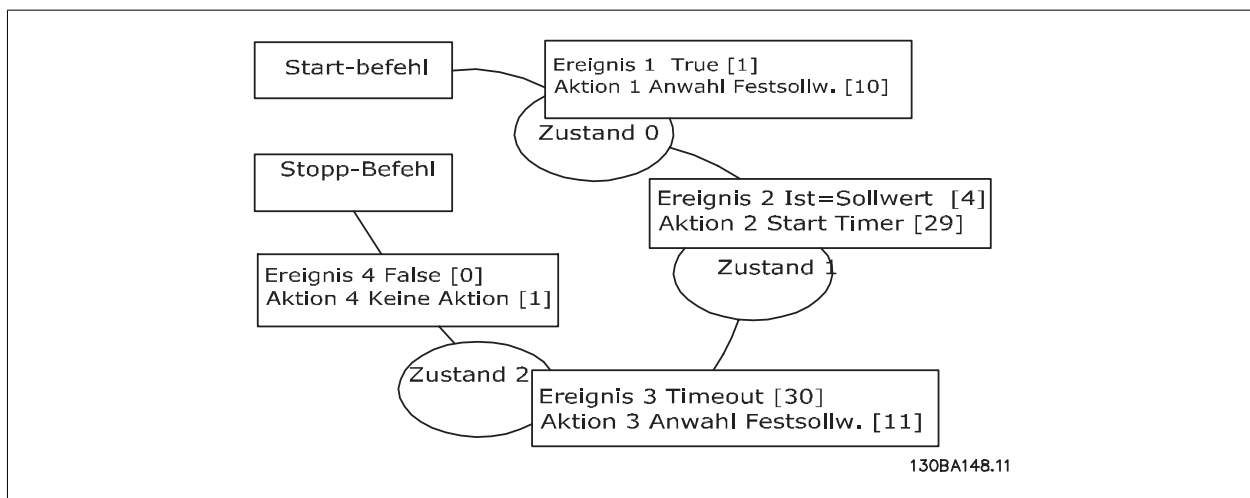 Start-befehl
Ereignis 1 True [1]
Aktion 1 Anwahl Festsollw. [10]
Zustand 0
Stopp-Befehl
Ereignis 2 Ist=Sollwert [4]
Aktion 2 Start Timer [29]
Zustand 1
Ereignis 4 False [0]
Aktion 4 Keine Aktion [1]
Zustand 2
Ereignis 3 Timeout [30]
Aktion 3 Anwahl Festsollw. [11]
130BA148.11